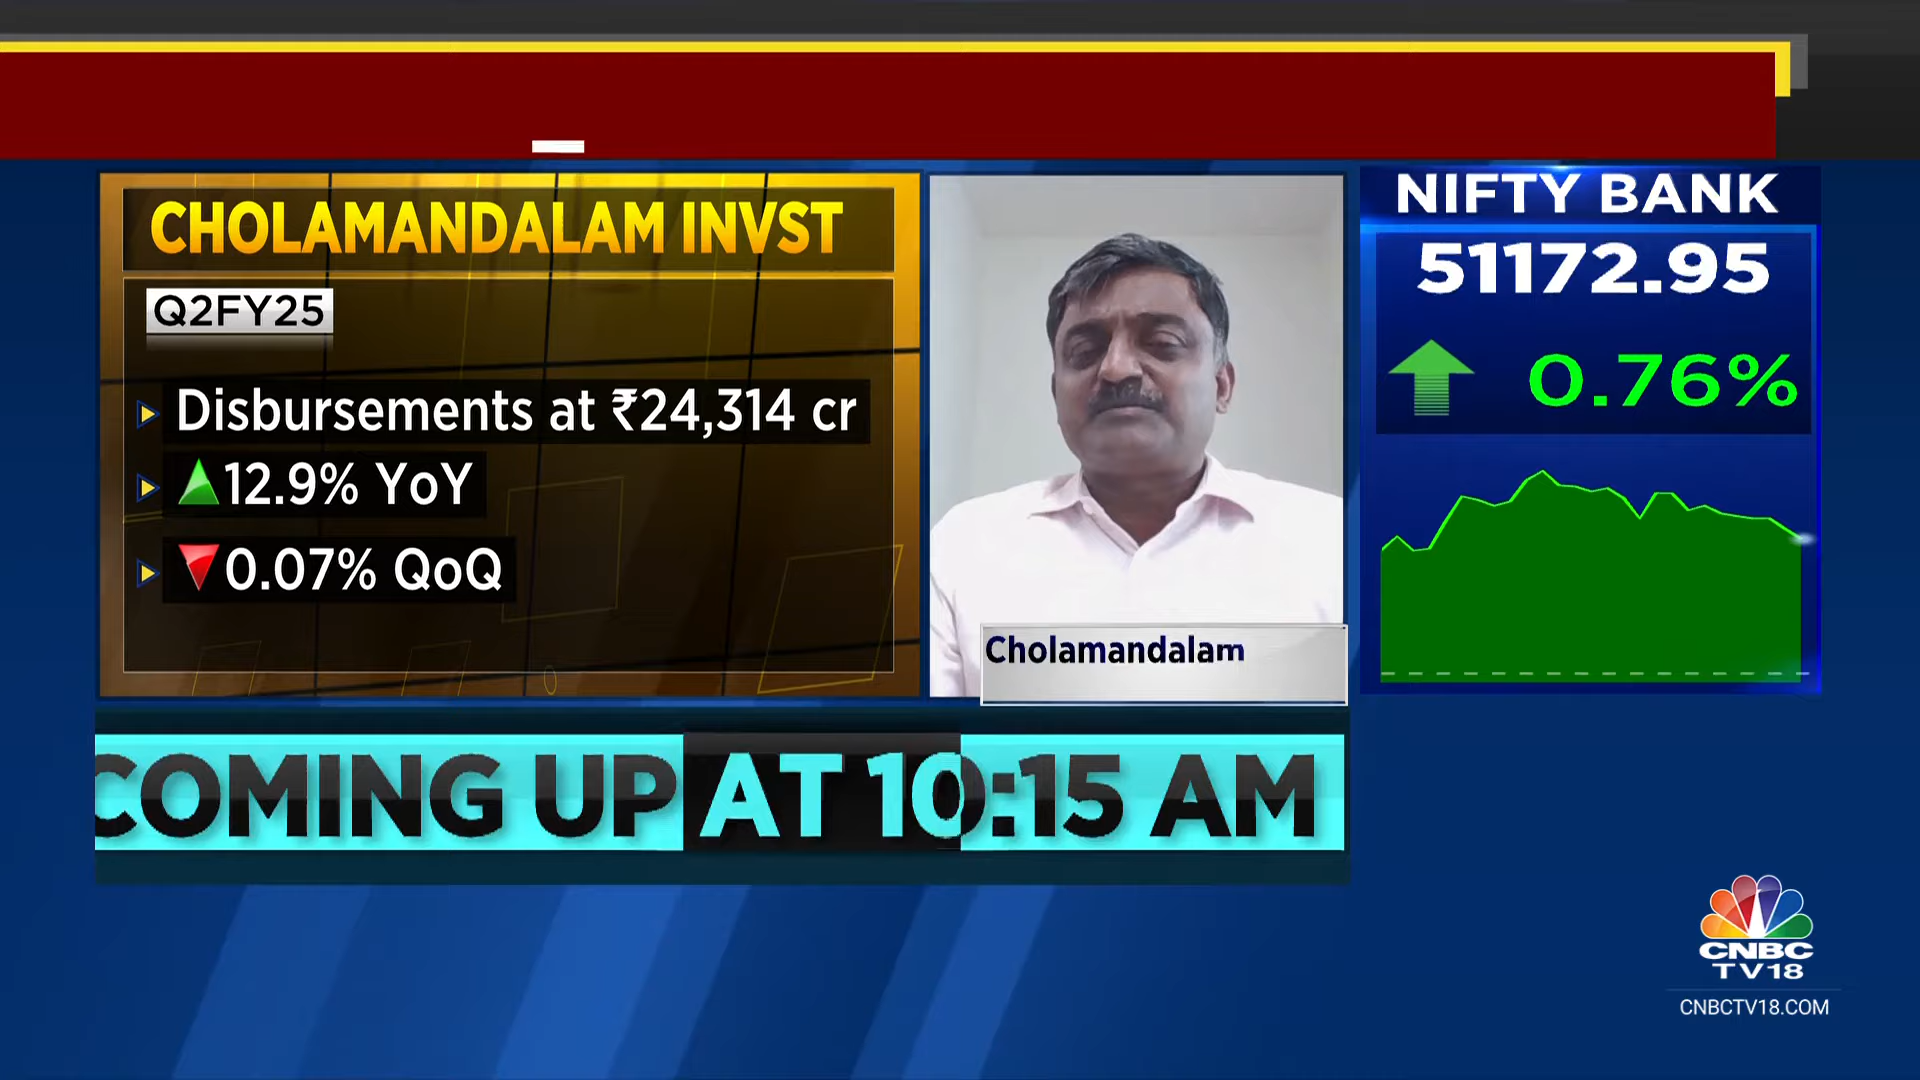 CHOLAMANDALAM INVST
Q2FY25
Disbursements at ₹24,314 cr
12.9% YoY
0.07% QoQ
Cholamandalam
NIFTY BANK
51172.95
0.76%
COMING UP AT 10:15 AM
CNBC
TV18
CNBCTV18.COM